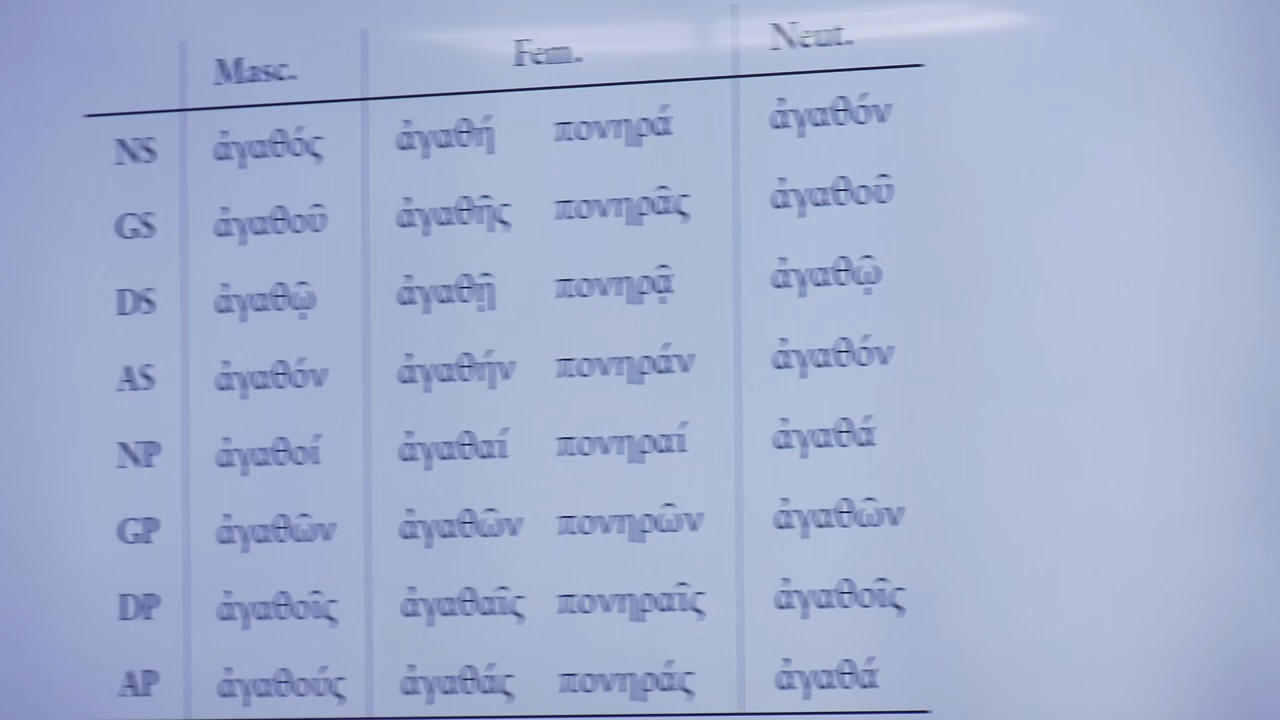 Masc. Fem. Neut.
NS ἀγαθός ἀγαθή πονηρά ἀγαθόν
GS ἀγαθοῦ ἀγαθῆς πονηρᾶς ἀγαθοῦ
DS ἀγαθῷ ἀγαθῇ πονηρᾷ ἀγαθῷ
AS ἀγαθόν ἀγαθήν πονηράν ἀγαθόν
NP ἀγαθοί ἀγαθαί πονηραί ἀγαθά
GP ἀγαθῶν ἀγαθῶν πονηρῶν ἀγαθῶν
DP ἀγαθοῖς ἀγαθαῖς πονηραῖς ἀγαθοῖς
AP ἀγαθούς ἀγαθάς πονηράς ἀγαθά